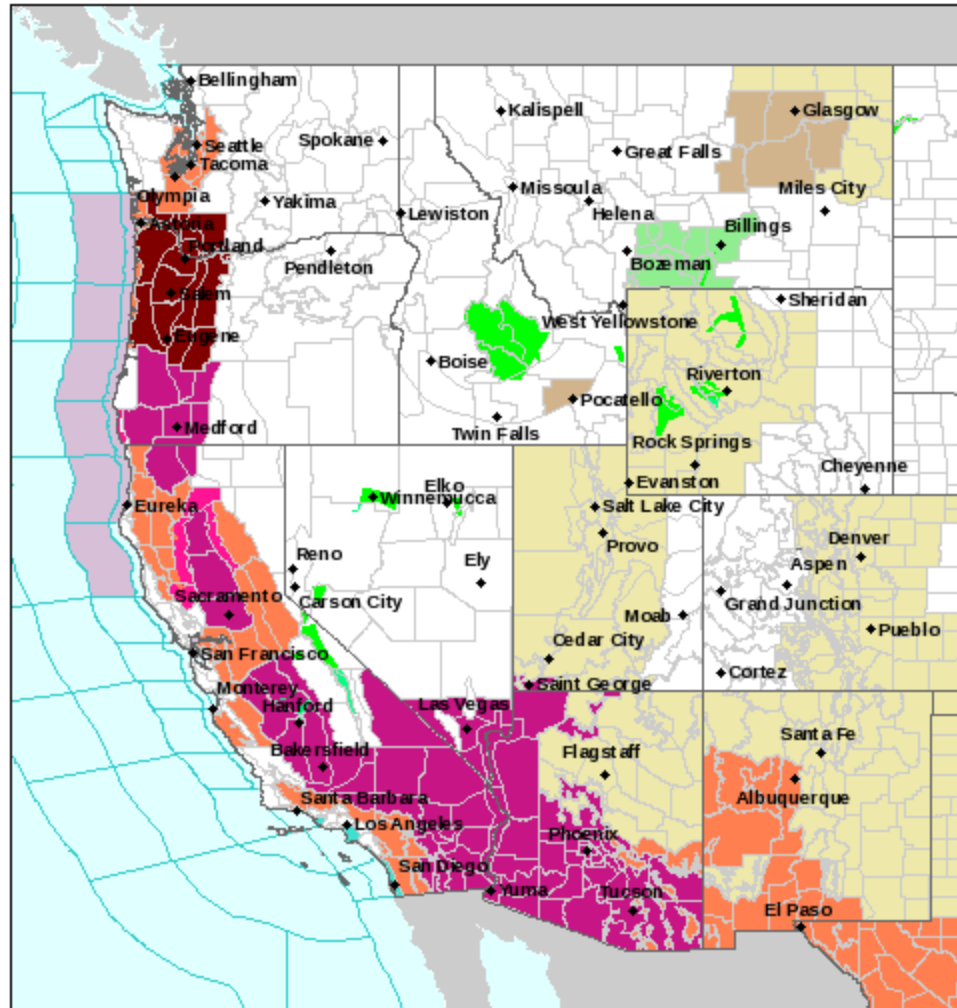 Bellingham
Kalispell
Glasgow
Seattle
Spokane
Great Falls
Tacoma
Missoula
Miles City
Olympia
Yakima
Lewiston
Helena
Astoria
Billings
Portland
Pendleton
Bozeman
Salem
Sheridan
West Yellowstone
Eugene
Boise
Riverton
Pocatello
Medford
Twin Falls
Rock Springs
Cheyenne
Evanston
Elko
Winnemucca
Eureka
Salt Lake City
Denver
Provo
Reno
Ely
Aspen
Sacramento
Carson City
Grand Junction
Moab
Pueblo
Cedar City
San Francisco
Cortez
Monterey
Saint George
Hanford
Las Vegas
Santa Fe
Bakersfield
Flagstaff
Santa Barbara
Albuquerque
Los Angeles
Phoenix
San Diego
Yuma
Tucson
El Paso